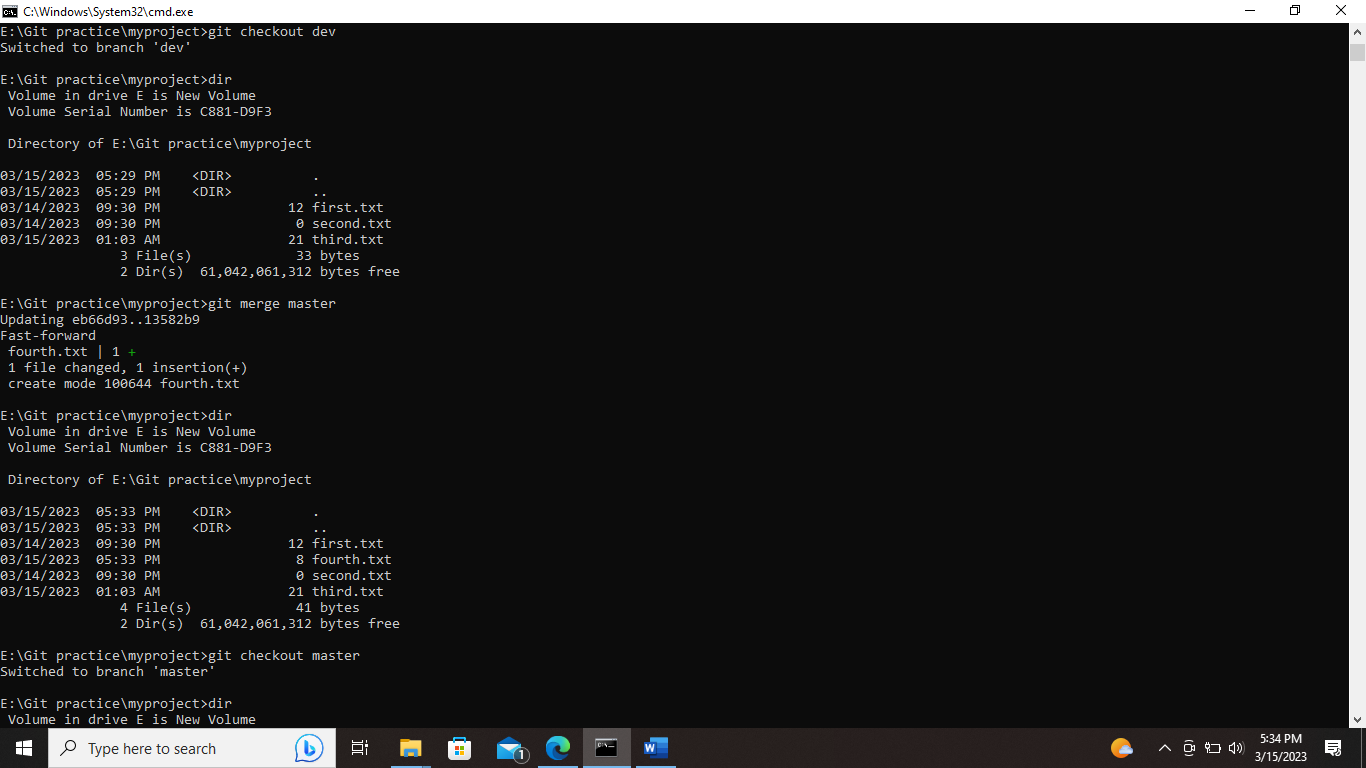 C:\Windows\System32\cmd.exe
E:\Git practice\myproject>git checkout dev
Switched to branch 'dev'
E:\Git practice\myproject>dir
 Volume in drive E is New Volume
 Volume Serial Number is C881-D9F3
 Directory of E:\Git practice\myproject
03/15/2023  05:29 PM    <DIR>          .
03/15/2023  05:29 PM    <DIR>          ..
03/14/2023  09:30 PM                12 first.txt
03/14/2023  09:30 PM                 0 second.txt
03/15/2023  01:03 AM                21 third.txt
               3 File(s)             33 bytes
               2 Dir(s)  61,042,061,312 bytes free
E:\Git practice\myproject>git merge master
Updating eb66d93..13582b9
Fast-forward
 fourth.txt | 1 +
 1 file changed, 1 insertion(+)
 create mode 100644 fourth.txt
E:\Git practice\myproject>dir
 Volume in drive E is New Volume
 Volume Serial Number is C881-D9F3
 Directory of E:\Git practice\myproject
03/15/2023  05:33 PM    <DIR>          .
03/15/2023  05:33 PM    <DIR>          ..
03/14/2023  09:30 PM                12 first.txt
03/15/2023  05:33 PM                 8 fourth.txt
03/14/2023  09:30 PM                 0 second.txt
03/15/2023  01:03 AM                21 third.txt
               4 File(s)             41 bytes
               2 Dir(s)  61,042,061,312 bytes free
E:\Git practice\myproject>git checkout master
Switched to branch 'master'
E:\Git practice\myproject>dir
 Volume in drive E is New Volume
Type here to search
1
5:34 PM
3/15/2023